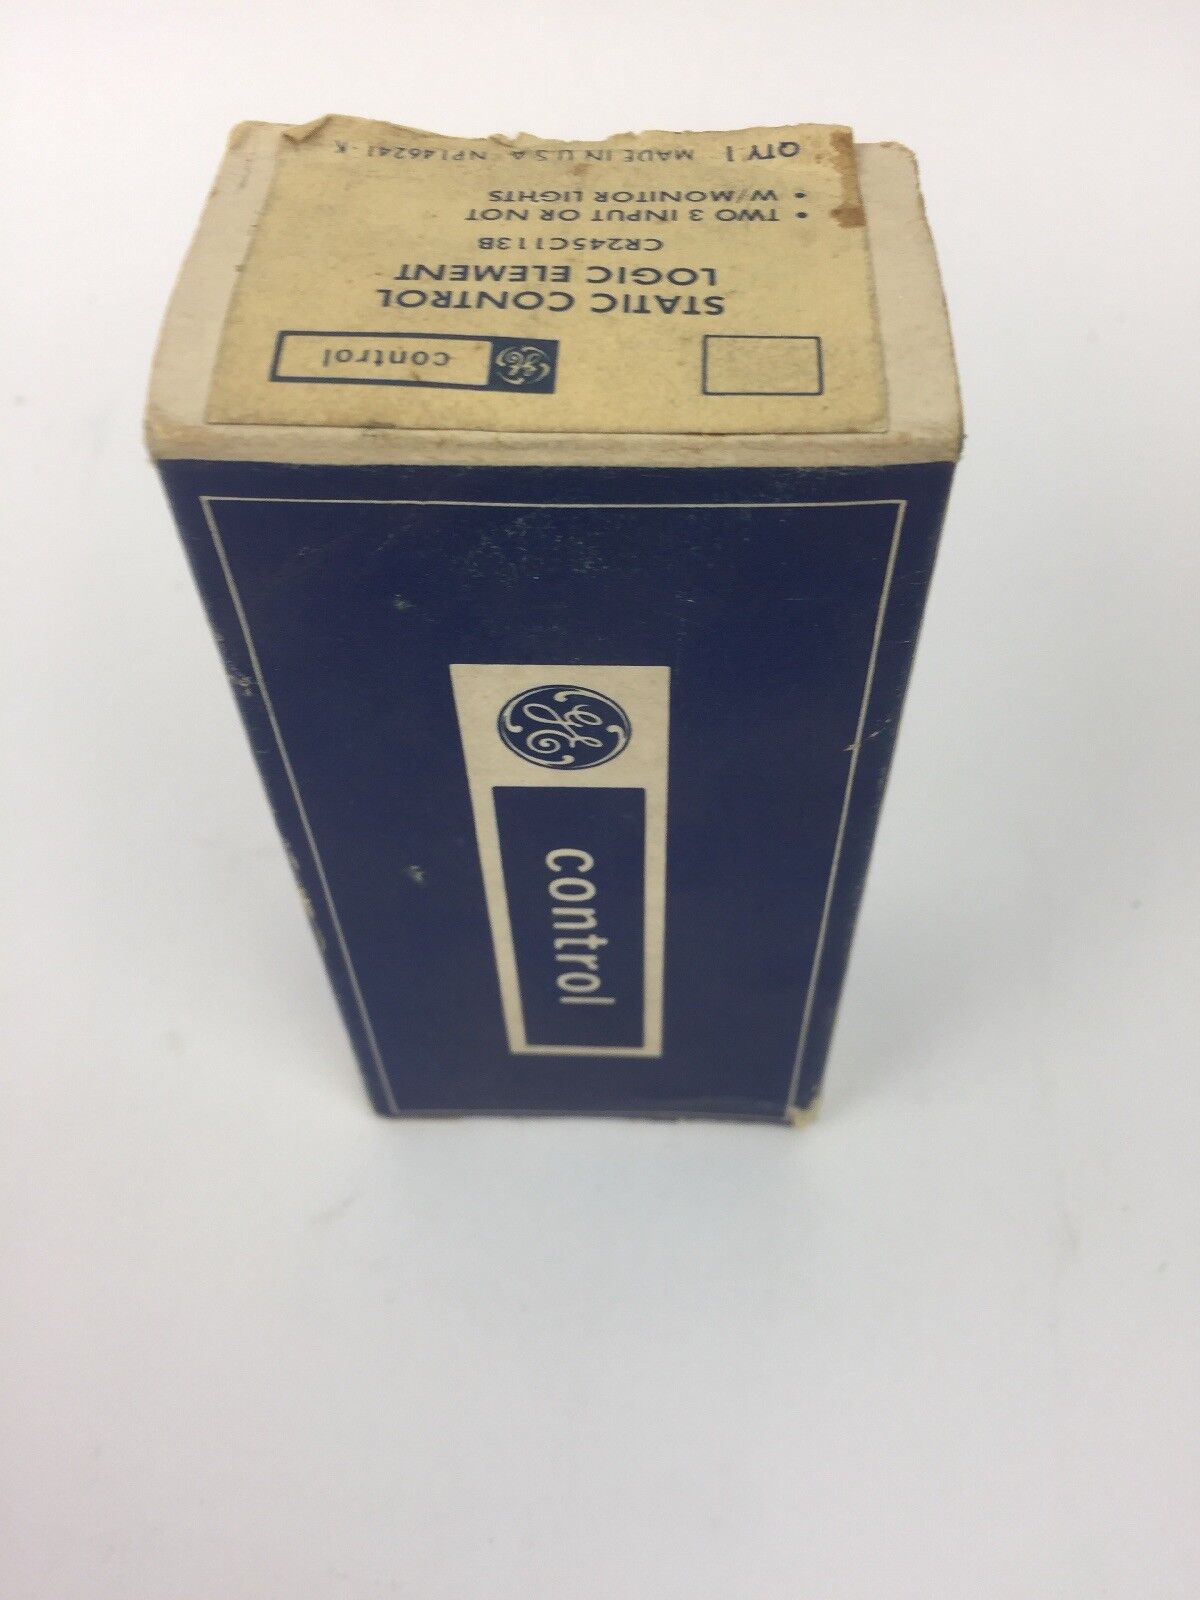 control
STATIC CONTROL
LOGIC ELEMENT
CR245C113B
• TWO 3 INPUT OR NOT
• W/MONITOR LIGHTS
QTY 1 MADE IN U.S.A. NP146241-K
GE
control